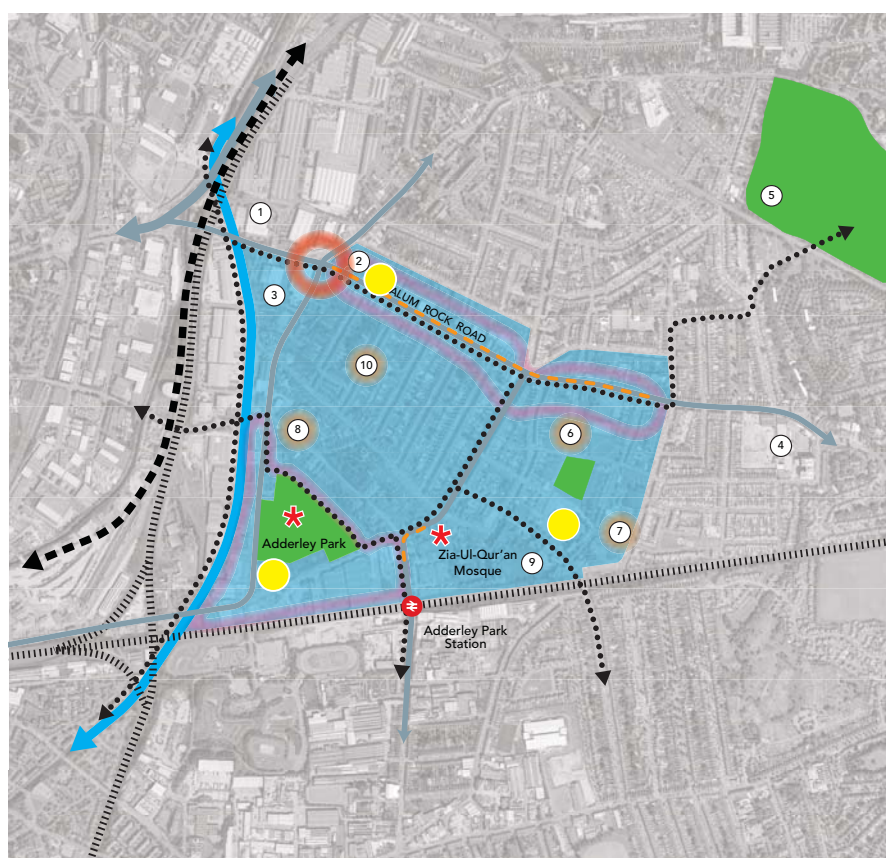 5
1
2
3
ALUM ROCK ROAD
10
8
6
4
7
Adderley Park
Zia-Ul-Qur'an
Mosque
9
Adderley Park
Station